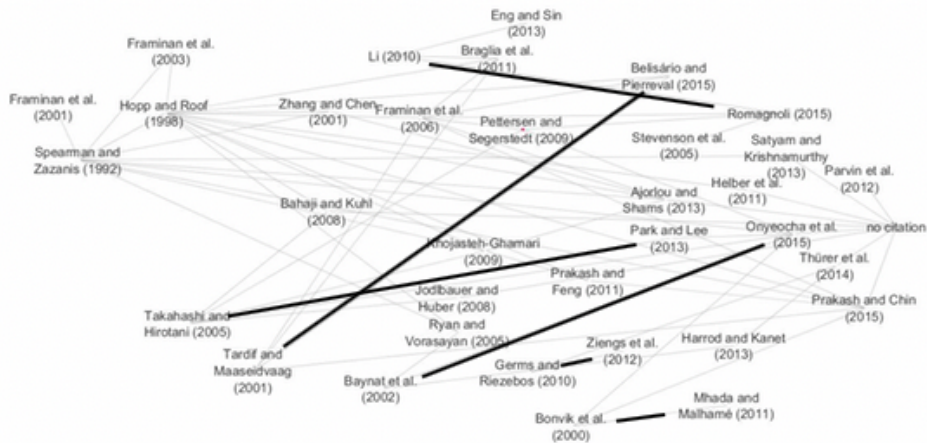 Eng and Sin
(2013)
Framinan et al.
(2003)
Li (2010)
Braglia et al.
(2011)
Belisário and
Pierreval (2015)
Framinan et al.
(2001)
Hopp and Roof
(1998)
Zhang and Chen
(2001)
Framinan et al.
(2006)
Pettersen and
Segerstedt (2009)
Romagnoli (2015)
Stevenson et al.
(2005)
Satyam and
Krishnamurthy
(2013)
Spearman and
Zazanis (1992)
Parvin et al.
(2012)
Bahaji and Kuhl
(2008)
Ajorlou and
Shams (2013)
Helber et al.
(2011)
Park and Lee
(2013)
Onyeocha et al.
(2015)
no citation
Khojasteh-Ghamari
(2009)
Thürer et al.
(2014)
Prakash and
Feng (2011)
Jodlbauer and
Huber (2008)
Prakash and Chin
(2015)
Takahashi and
Hirotani (2005)
Ryan and
Vorasayan (2005)
Tardif and
Maaseidvaag
(2001)
Ziengs et al.
(2012)
Harrod and Kanet
(2013)
Germs and
Riezebos (2010)
Baynat et al.
(2002)
Mhada and
Malhamé (2011)
Bonvik et al.
(2000)